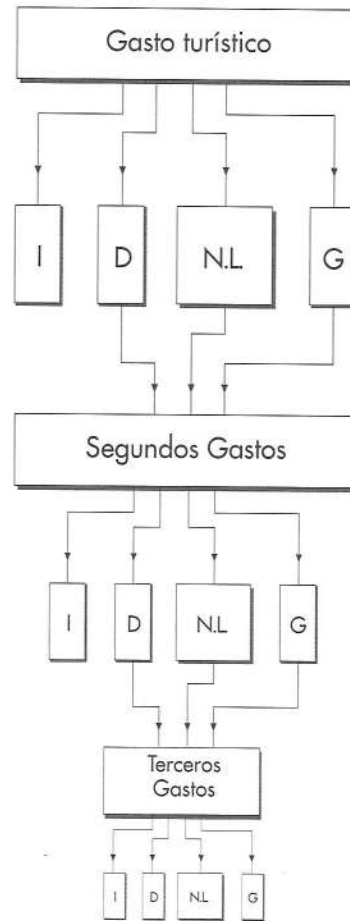 Gasto turístico
I
D
N.L.
G
Segundos Gastos
I
D
N.L
G
Terceros
Gastos
I
D
N.L
G